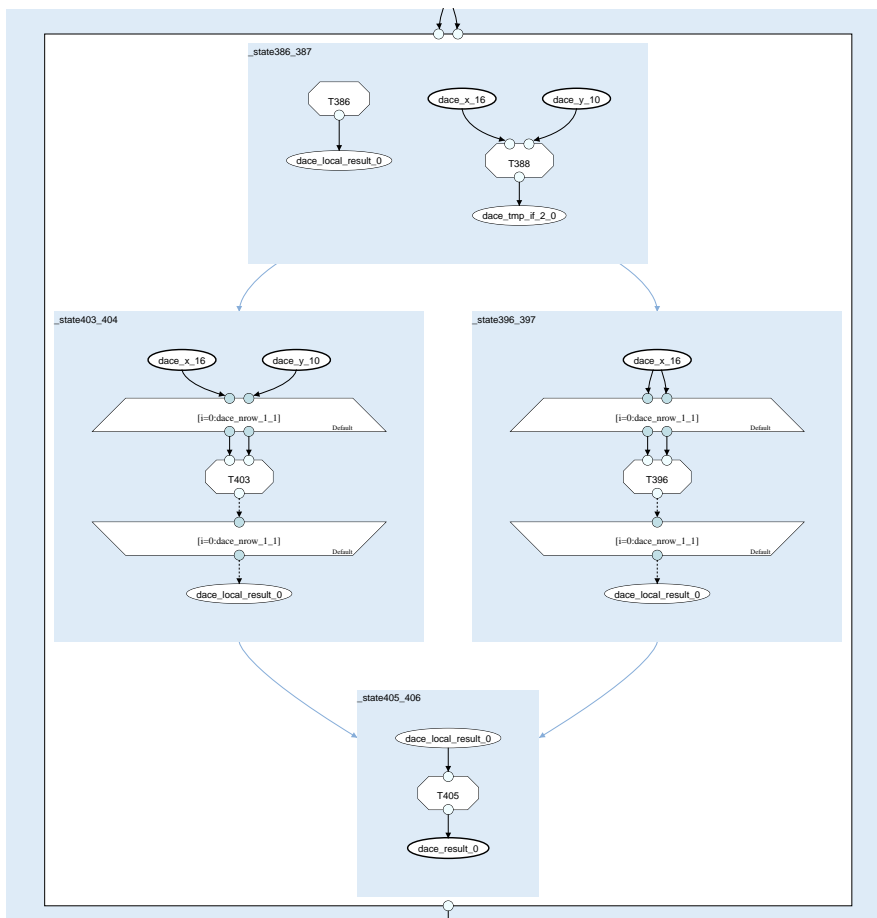 _state386_387
T386
dace_x_16
dace_y_10
dace_local_result_0
T388
dace_tmp_if_2_0
_state403_404
dace_x_16
dace_y_10
[i=0:dace_nrow_1_1]
Default
T403
[i=0:dace_nrow_1_1]
Default
dace_local_result_0
_state396_397
dace_x_16
[i=0:dace_nrow_1_1]
Default
T396
[i=0:dace_nrow_1_1]
Default
dace_local_result_0
_state405_406
dace_local_result_0
T405
dace_result_0